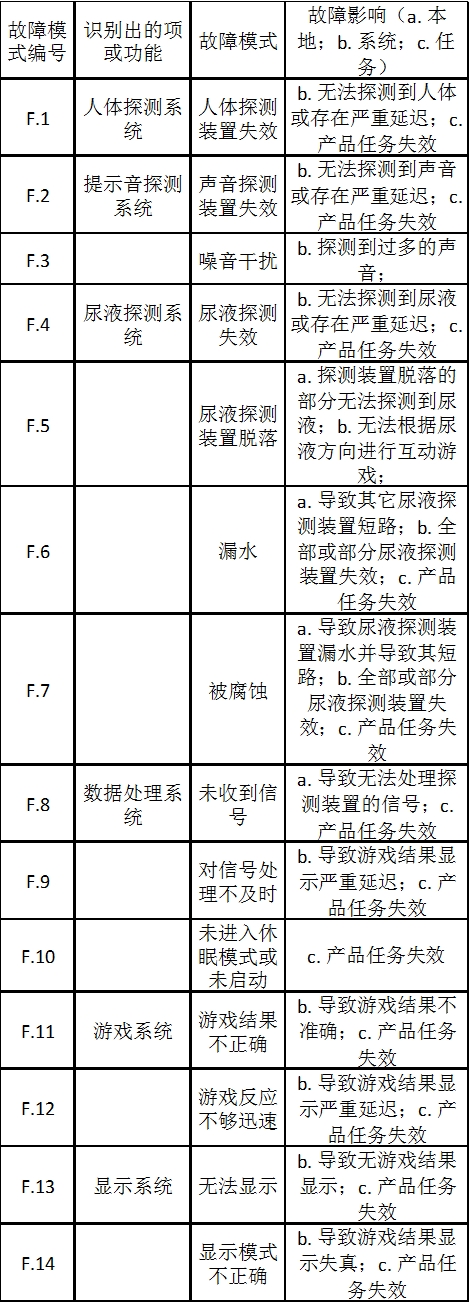 故障模
式编号
识别出的项
或功能
故障模式
故障影响（a. 本
地；b. 系统；c. 任
务）
F.1
人体探测系
统
人体探测
装置失效
b. 无法探测到人体
或存在严重延迟；c.
产品任务失效
F.2
提示音探测
系统
声音探测
装置失效
b. 无法探测到声音
或存在严重延迟；c.
产品任务失效
F.3
噪音干扰
b. 探测到过多的声
音；
F.4
尿液探测系
统
尿液探测
失效
b. 无法探测到尿液
或存在严重延迟；c.
产品任务失效
F.5
尿液探测
装置脱落
a. 探测装置脱落的
部分无法探测到尿
液；b. 无法根据尿
液方向进行互动游
戏；
F.6
漏水
a. 导致其它尿液探
测装置短路；b. 全
部或部分尿液探测
装置失效；c. 产品
任务失效
F.7
被腐蚀
a. 导致尿液探测装
置漏水并导致其短
路；b. 全部或部分
尿液探测装置失
效；c. 产品任务失
效
F.8
数据处理系
统
未收到信
号
a. 导致无法处理探
测装置的信号；c.
产品任务失效
F.9
对信号处
理不及时
b. 导致游戏结果显
示严重延迟；c. 产
品任务失效
F.10
未进入休
眠模式或
未启动
c. 产品任务失效
F.11
游戏系统
游戏结果
不正确
b. 导致游戏结果不
准确；c. 产品任务
失效
F.12
游戏反应
不够迅速
b. 导致游戏结果显
示严重延迟；c. 产
品任务失效
F.13
显示系统
无法显示
b. 导致无游戏结果
显示；c. 产品任务
失效
F.14
显示模式
不正确
b. 导致游戏结果显
示失真；c. 产品任
务失效